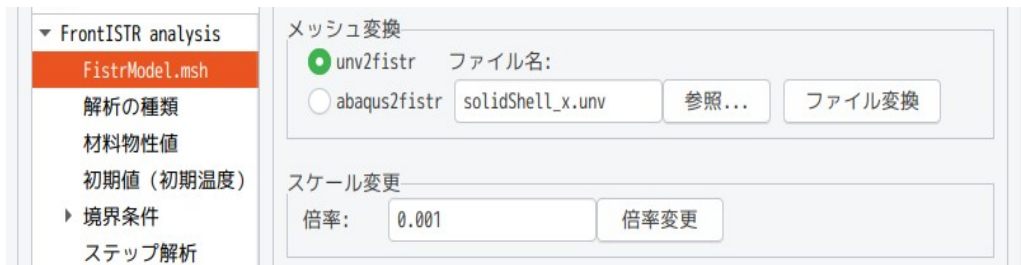 FrontISTR analysis
FistrModel.msh
解析の種類
材料物性値
初期値 (初期温度)
境界条件
ステップ解析
メッシュ変換
unv2fistr ファイル名:
abaqus2fistr solidShell_x.unv 参照... ファイル変換
スケール変更
倍率: 0.001 倍率変更